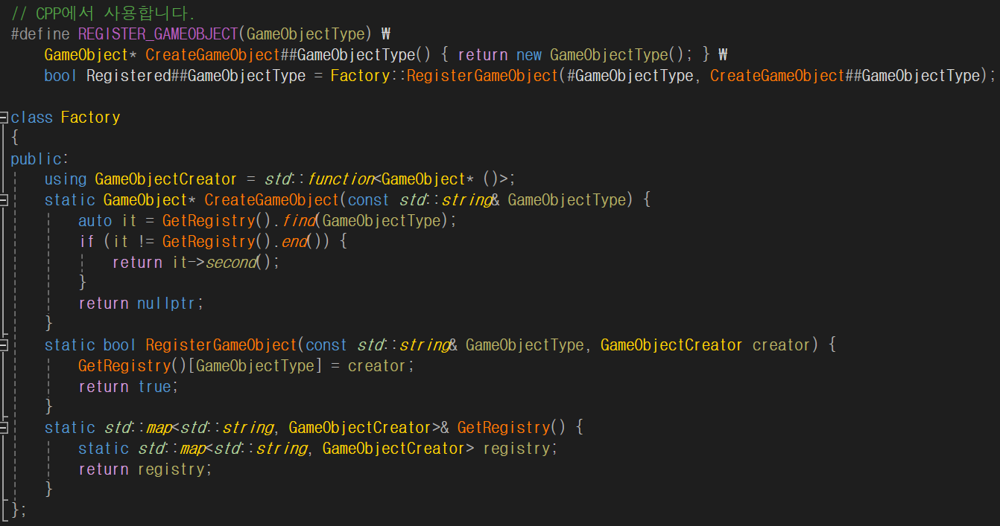 // CPP에서 사용합니다.
#define REGISTER_GAMEOBJECT(GameObjectType) ₩
GameObject* CreateGameObject##GameObjectType() { return new GameObjectType(); } ₩
bool Registered##GameObjectType = Factory::RegisterGameObject(#GameObjectType, CreateGameObject##GameObjectType);
class Factory
{
public:
using GameObjectCreator = std::function<GameObject* ()>;
static GameObject* CreateGameObject(const std::string& GameObjectType) {
auto it = GetRegistry().find(GameObjectType);
if (it != GetRegistry().end()) {
return it->second();
}
return nullptr;
}
static bool RegisterGameObject(const std::string& GameObjectType, GameObjectCreator creator) {
GetRegistry()[GameObjectType] = creator;
return true;
}
static std::map<std::string, GameObjectCreator>& GetRegistry() {
static std::map<std::string, GameObjectCreator> registry;
return registry;
}
};